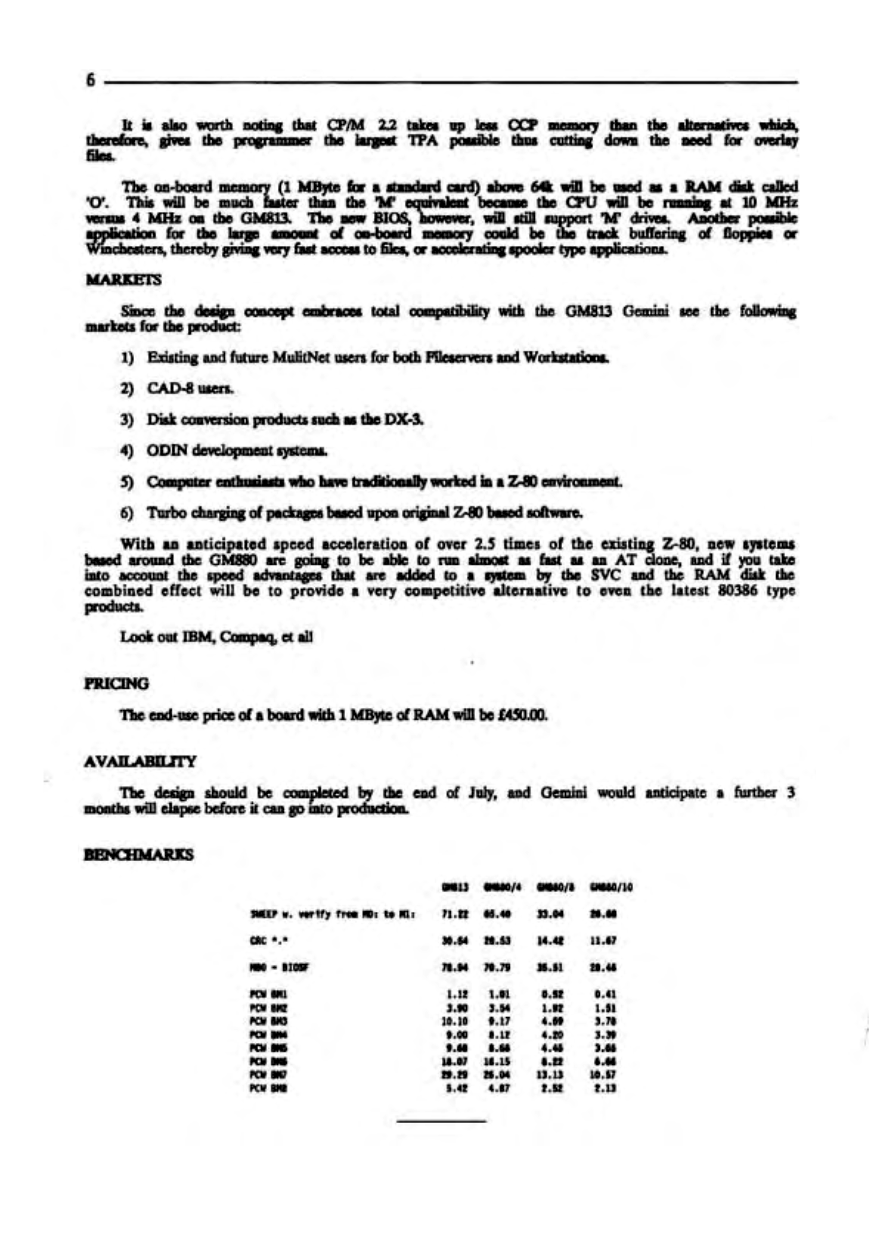 6
It is also worth noting that CP/M 2.2 takes up less CCP memory than the alternatives which,
therefore, gives the programmer the largest TPA possible thus cutting down the need for overlay
files.
The on-board memory (1 MByte for a standard card) above 64k will be used as a RAM disk called
'O'. This will be much faster than the 'M' equivalent because the CPU will be running at 10 MHz
versus 4 MHz on the GM813. The new BIOS, however, will still support 'M' drives. Another possible
application for the large amount of on-board memory could be the track buffering of floppies or
Winchesters, thereby giving very fast access to files, or accelerating spooler type applications.
MARKETS
Since the design concept embraces total compatibility with the GM813 Gemini see the following
markets for the product:
1) Existing and future MulitNet users for both Fileservers and Workstations.
2) CAD-8 users.
3) Disk conversion products such as the DX-3.
4) ODIN development systems.
5) Computer enthusiasts who have traditionally worked in a Z-80 environment.
6) Turbo charging of packages based upon original Z-80 based software.
With an anticipated speed acceleration of over 2.5 times of the existing Z-80, new systems
based around the GM880 are going to be able to run almost as fast as an AT clone, and if you take
into account the speed advantages that are added to a system by the SVC and the RAM disk the
combined effect will be to provide a very competitive alternative to even the latest 80386 type
products.
Look out IBM, Compaq, et all
PRICING
The end-use price of a board with 1 MByte of RAM will be £450.00.
AVAILABILITY
The design should be completed by the end of July, and Gemini would anticipate a further 3
months will elapse before it can go into production.
BENCHMARKS
GM813 GM880/4 GM880/8 GM880/10
SWEEP w. verify from M0: to M1: 71.22 65.40 33.04
CRC *.* 30.54 28.53 14.42 11.67
- BIOSF 78.94 70.79 35.51 28.46
PCW BM1 1.12 1.01 0.52 0.41
PCW BM2 3.90 3.54 1.82 1.51
PCW BM3 10.10 9.17 4.69 3.78
PCW BM4 9.00 8.12 4.20 3.39
PCW BM5 9.68 8.66 4.45 3.66
PCW BM6 18.07 16.15 8.22 6.66
PCW BM7 29.29 26.04 13.13 10.57
PCW BM8 5.42 4.87 2.52 2.13